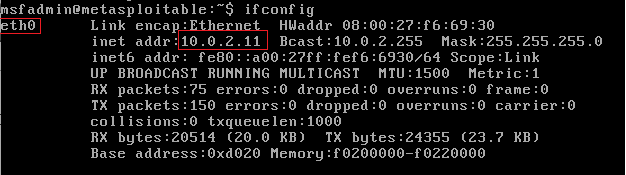 msfadmin@metasploitable:~$ ifconfig
eth0 Link encap:Ethernet HWaddr 08:00:27:f6:69:30
inet addr:10.0.2.11 Bcast:10.0.2.255 Mask:255.255.255.0
inet6 addr: fe80::a00:27ff:fef6:6930/64 Scope:Link
UP BROADCAST RUNNING MULTICAST MTU:1500 Metric:1
RX packets:75 errors:0 dropped:0 overruns:0 frame:0
TX packets:150 errors:0 dropped:0 overruns:0 carrier:0
collisions:0 txqueuelen:1000
RX bytes:20514 (20.0 KB) TX bytes:24355 (23.7 KB)
Base address:0xd020 Memory:f0200000-f0220000